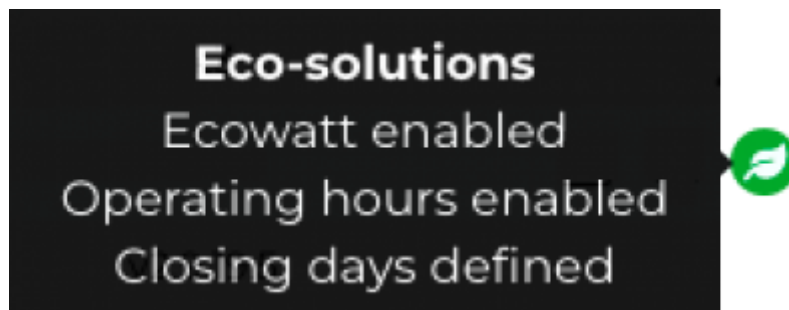 Eco-solutions
Ecowatt enabled
Operating hours enabled
Closing days defined